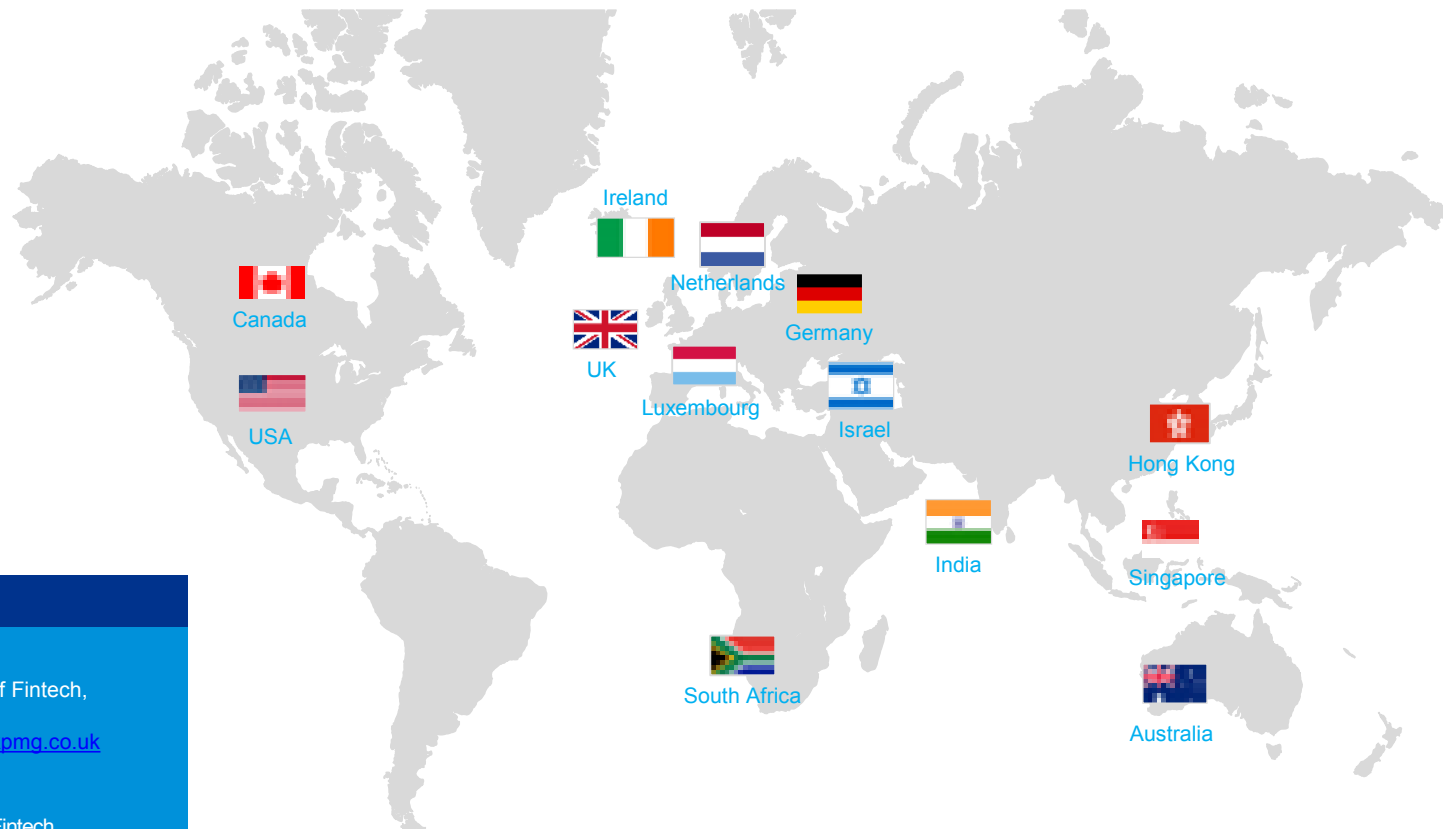 Ireland
Netherlands
Canada
Germany
UK
Luxembourg
USA
Israel
Hong Kong
India
Singapore
South Africa
Australia
Fintech,
pmg.co.uk
Fintech